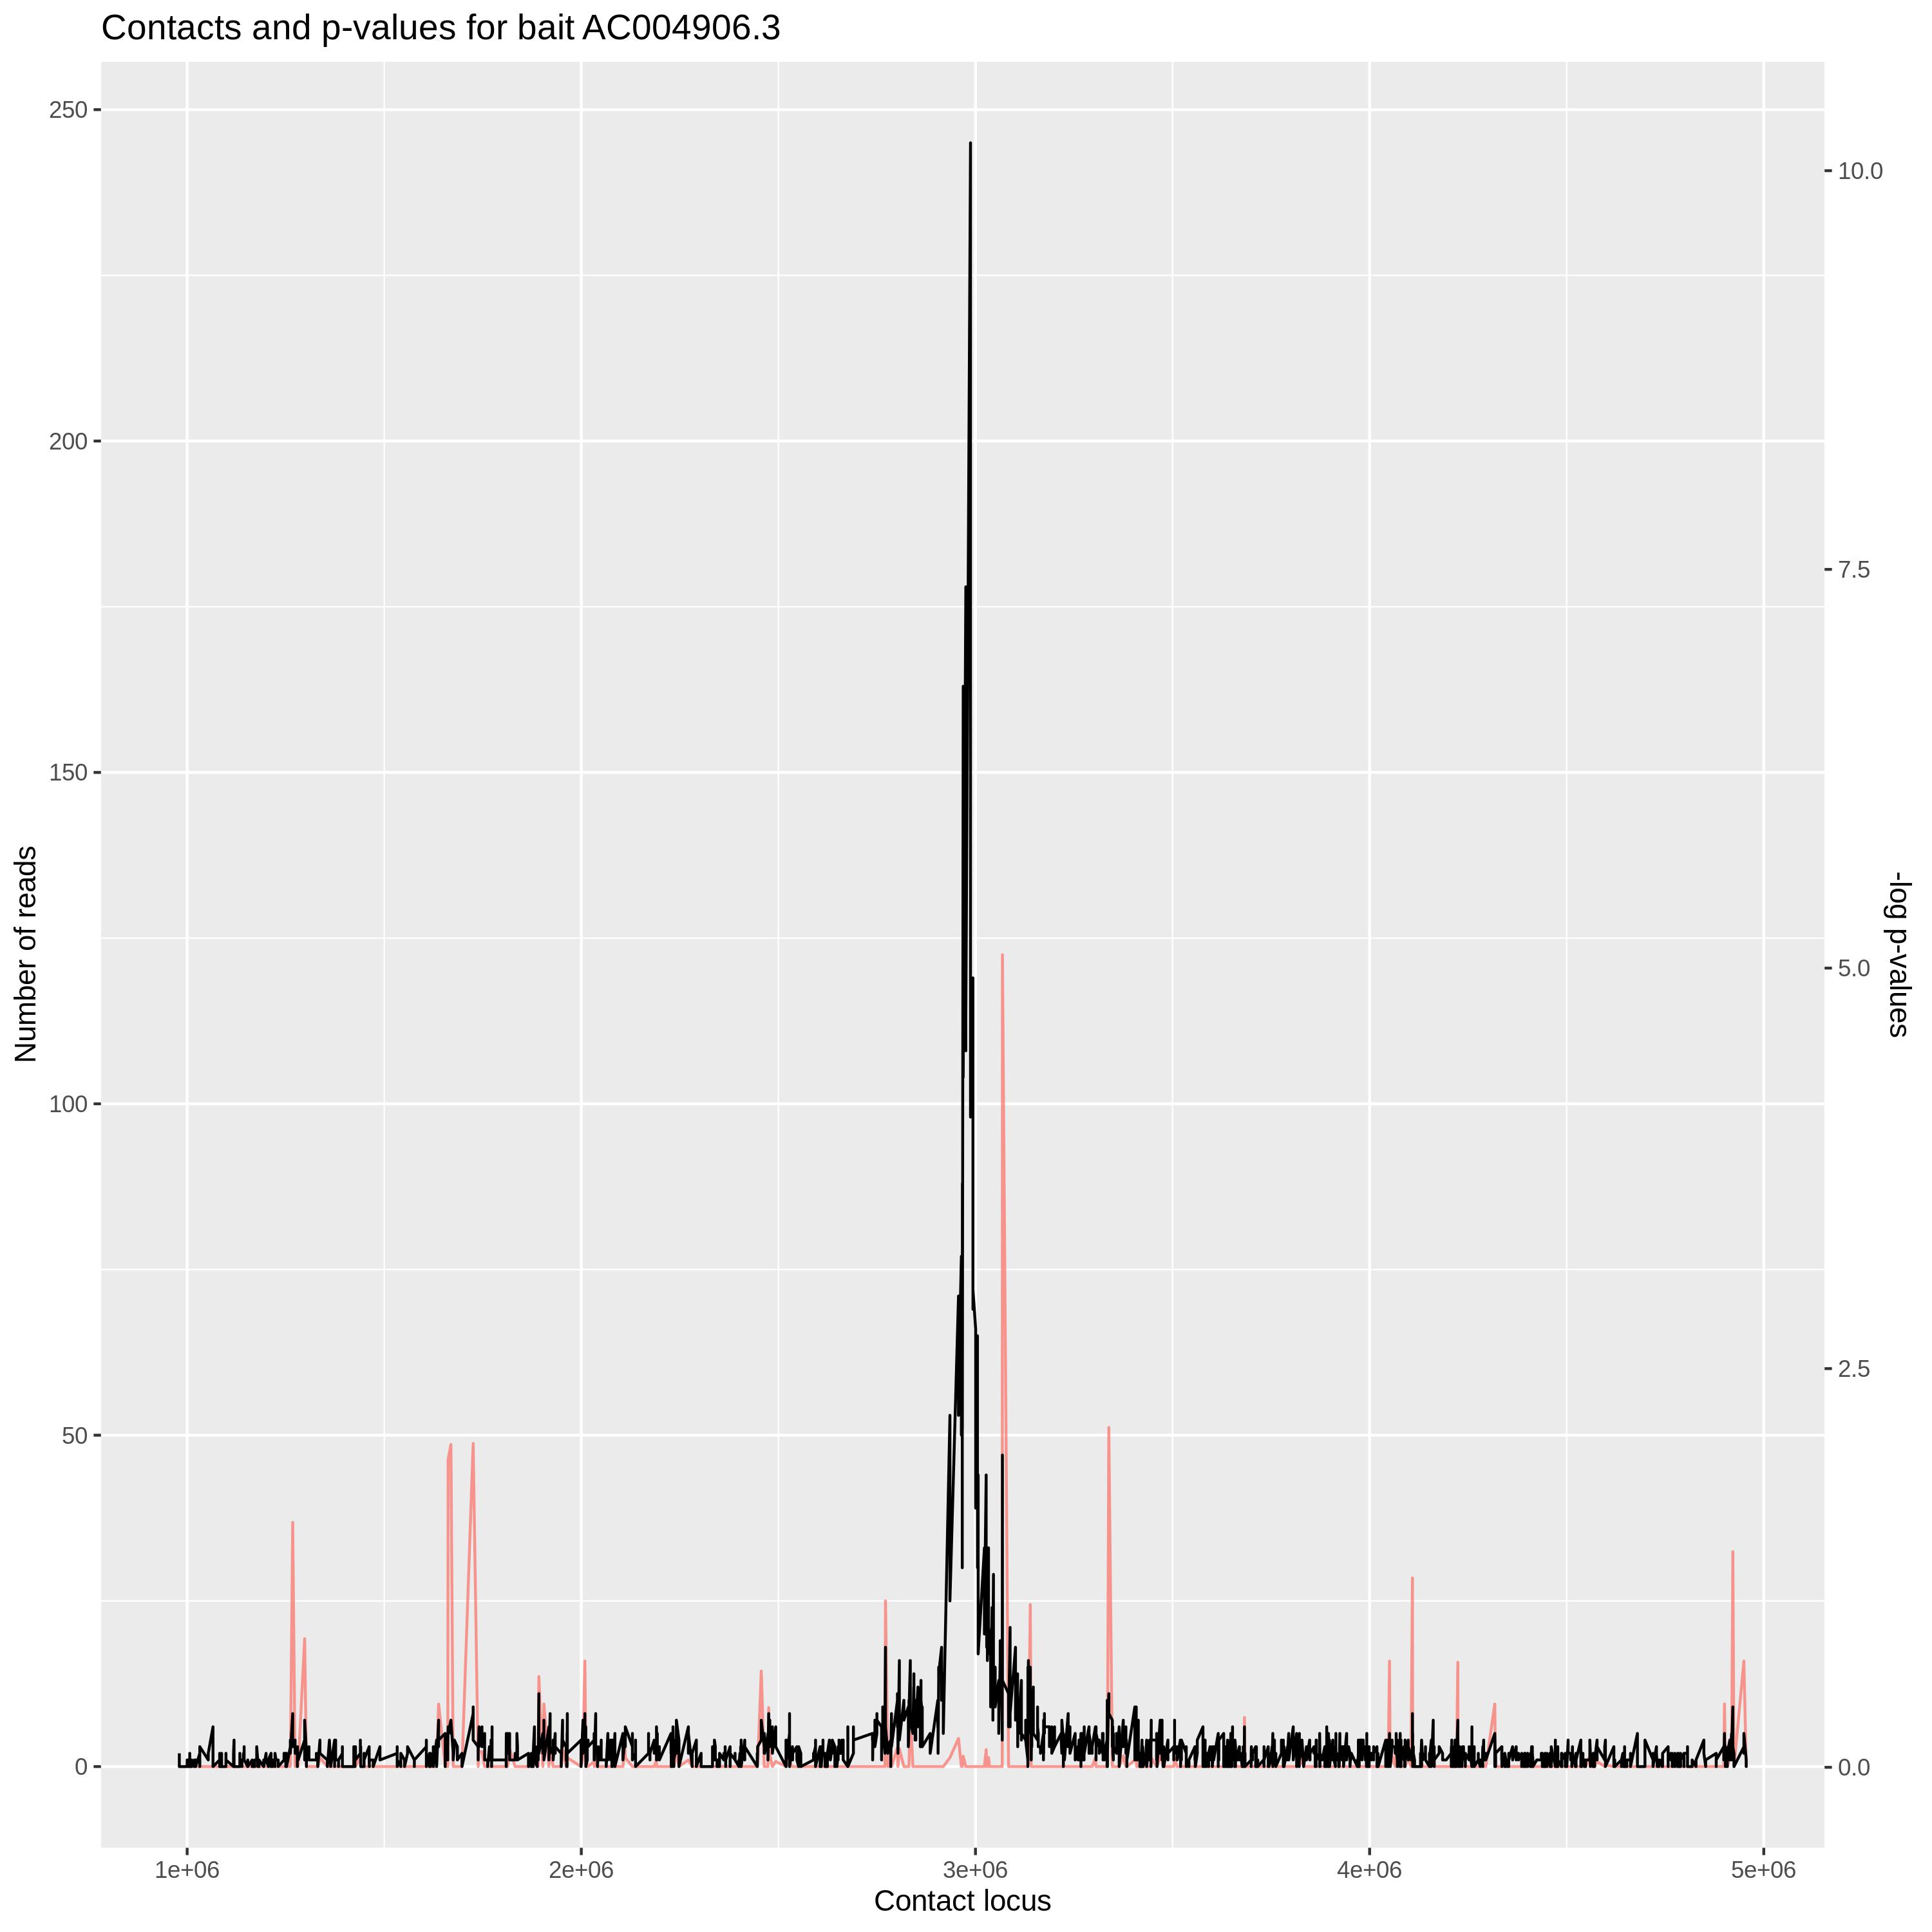 Contacts and p-values for bait AC004906.3
250
200
150
100
50
0
Number of reads
10.0
7.5
5.0
2.5
0.0
-log p-values
1e+06
2e+06
3e+06
4e+06
5e+06
Contact locus